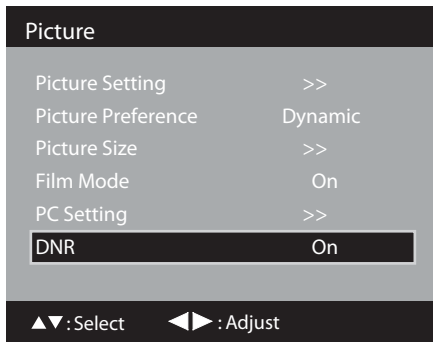 Picture
Picture Setting >>
Picture Preference Dynamic
Picture Size >>
Film Mode On
PC Setting >>
DNR On
▲▼: Select ◀▶: Adjust